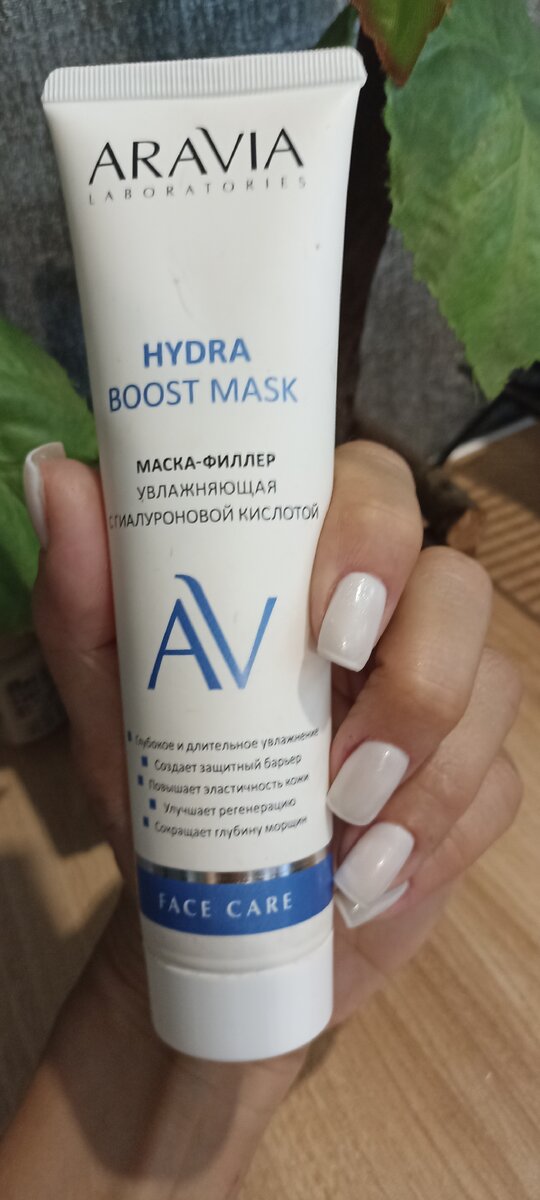 ARAVIA
LABORATORIES
HYDRA
BOOST MASK
МАСКА-ФИЛЛЕР
УВЛАЖНЯЮЩАЯ
С ГИАЛУРОНОВОЙ КИСЛОТОЙ
AV
Глубокое и длительное увлажнение
Создает защитный барьер
Повышает эластичность кожи
Улучшает регенерацию
Сокращает глубину морщин
FACE CARE